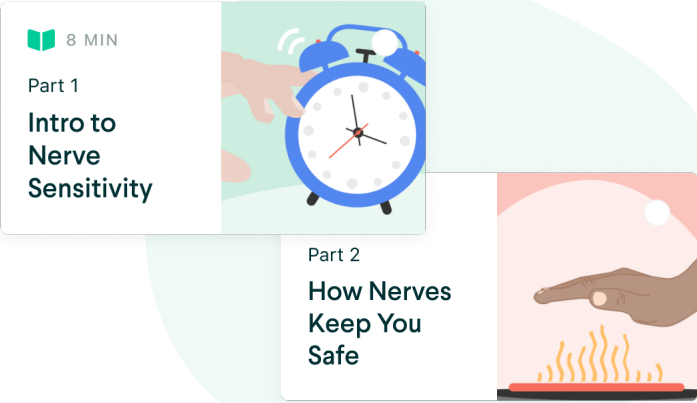 8 MIN
Part 1
Intro to
Nerve
Sensitivity
Part 2
How Nerves
Keep You
Safe